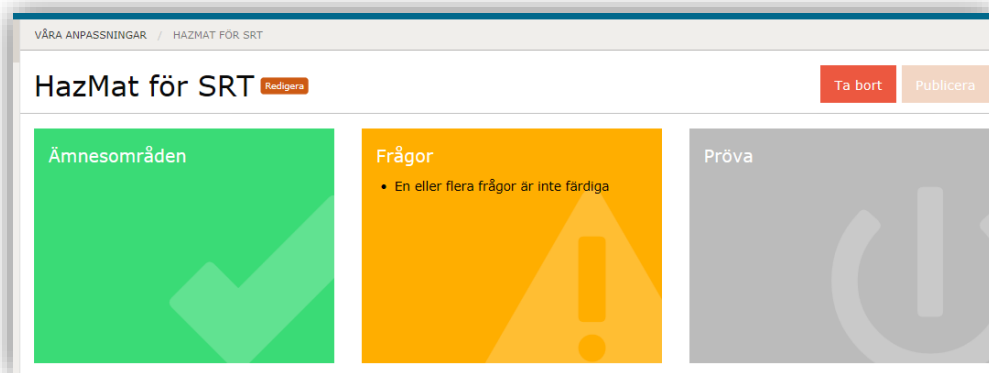 VÅRA ANPASSNINGAR / HAZMAT FÖR SRT
HazMat för SRT Redigera
Ta bort Publicera
Ämnesområden
Frågor
• En eller flera frågor är inte färdiga
Pröva